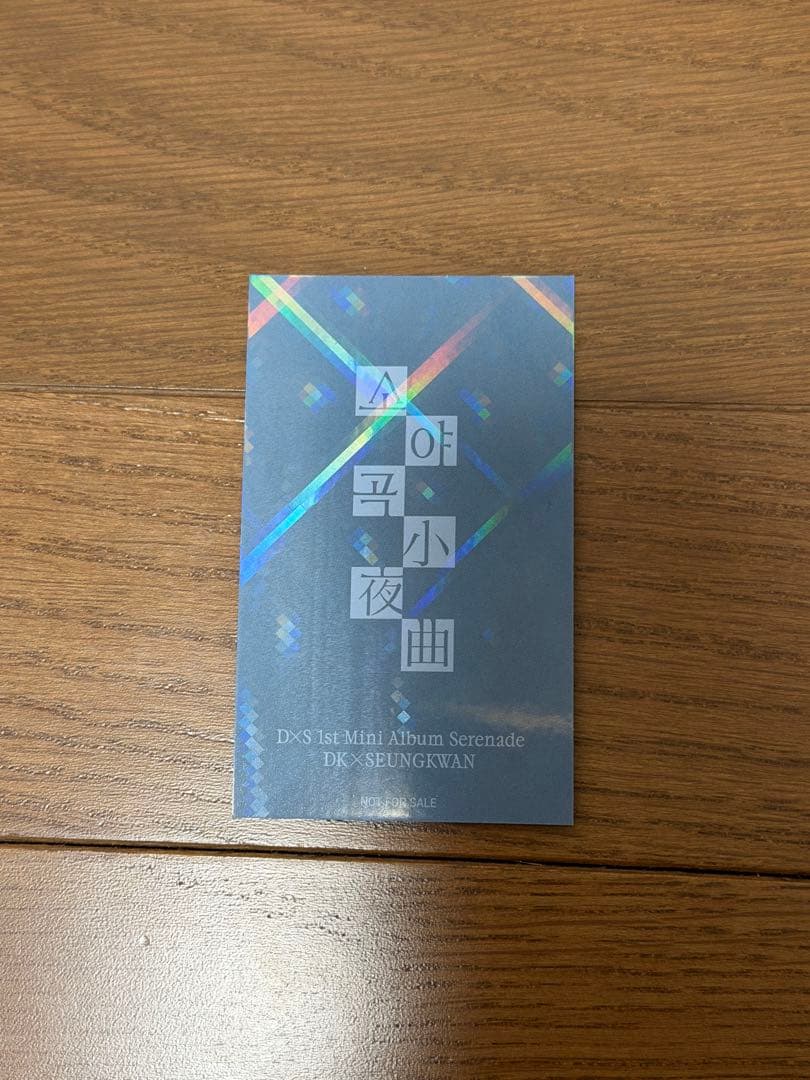 소
야
곡
小
夜
曲
D×S 1st Mini Album Serenade
DK×SEUNGKWAN
NOT FOR SALE